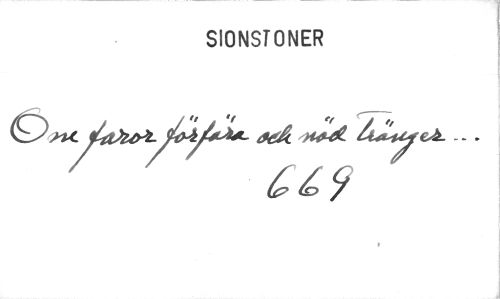 SIONSTONER
Om faror förfära och nöd tränger...
669